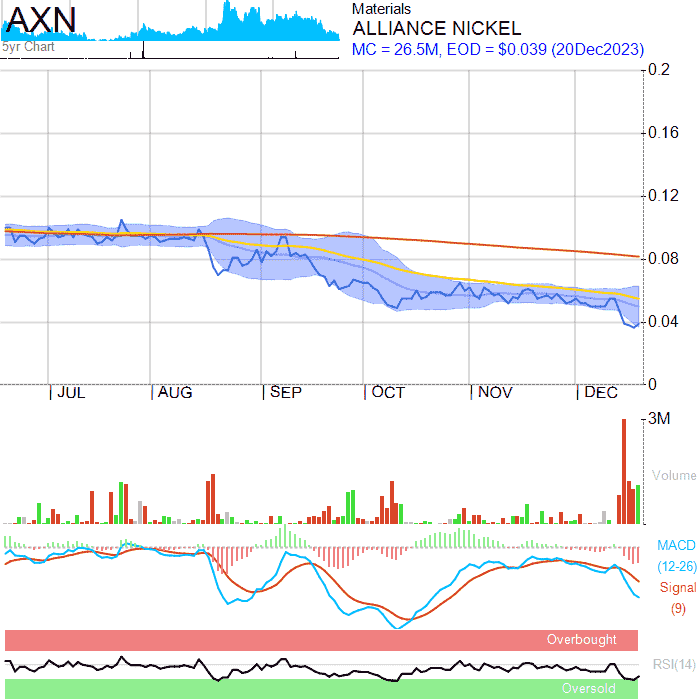 AXN
5yr Chart
Materials
ALLIANCE NICKEL
MC = 26.5M, EOD = $0.039 (20Dec2023)
0.2
0.16
0.12
0.08
0.04
0
JUL AUG SEP OCT NOV DEC
3M
Volume
MACD
(12-26)
Signal
(9)
Overbought
RSI(14)
Oversold